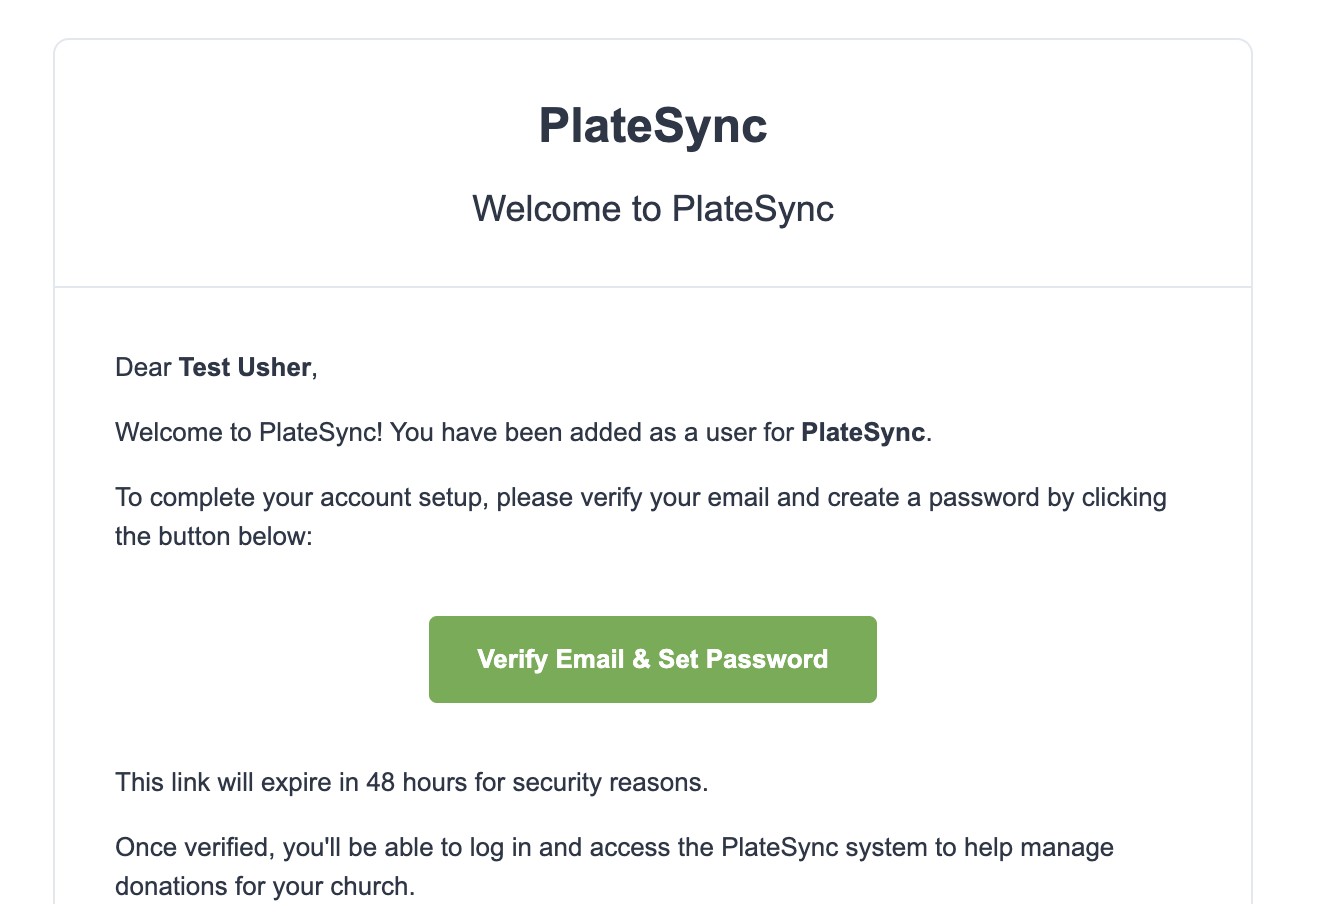 PlateSync
Welcome to PlateSync
Dear Test Usher,
Welcome to PlateSync! You have been added as a user for PlateSync.
To complete your account setup, please verify your email and create a password by clicking
the button below:
Verify Email & Set Password
This link will expire in 48 hours for security reasons.
Once verified, you'll be able to log in and access the PlateSync system to help manage
donations for your church.